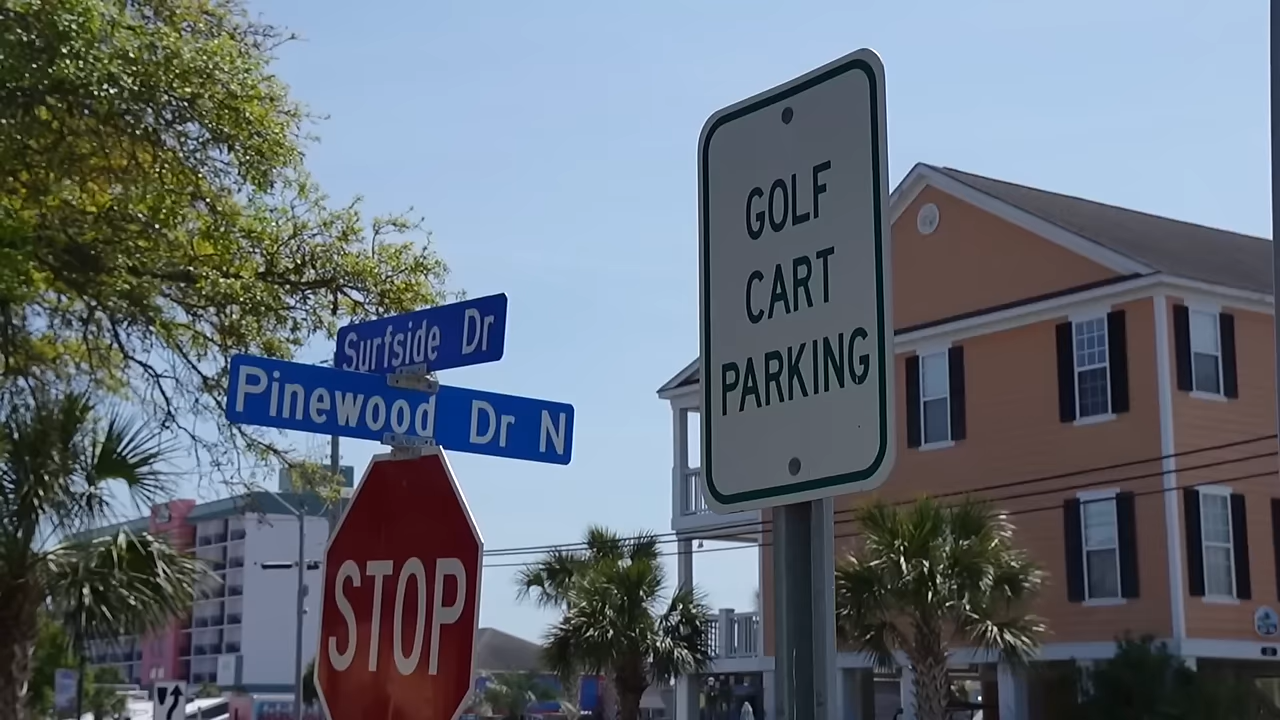 Surfside Dr
Pinewood Dr N
STOP
GOLF
CART
PARKING